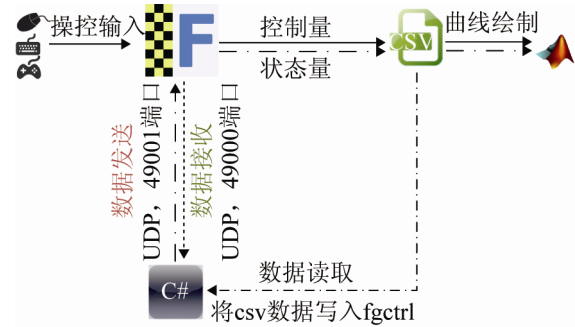 操控输入
F
控制量
状态量
CSV
曲线绘制
数据发送
UDP，49001端口
数据接收
UDP，49000端口
C#
数据读取
将csv数据写入fgctrl